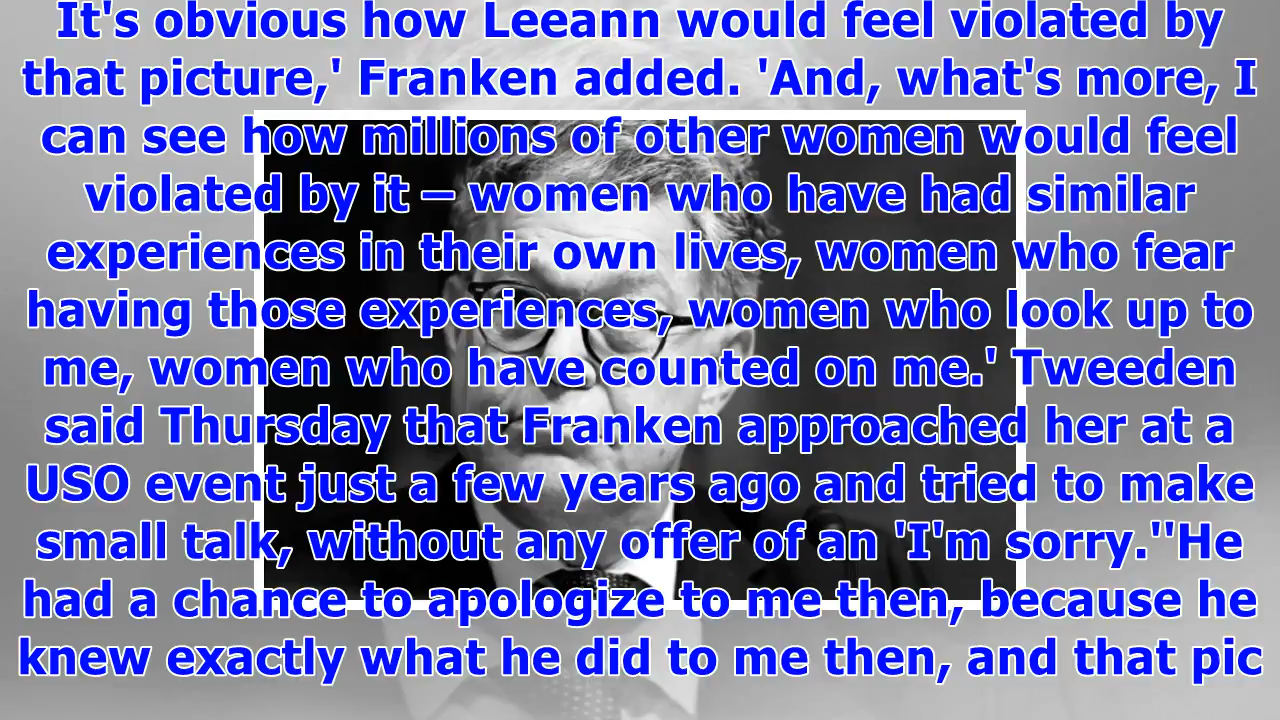 It's obvious how Leeann would feel violated by
that picture,' Franken added. 'And, what's more, I
can see how millions of other women would feel
violated by it – women who have had similar
experiences in their own lives, women who fear
having those experiences, women who look up to
me, women who have counted on me.' Tweeden
said Thursday that Franken approached her at a
USO event just a few years ago and tried to make
small talk, without any offer of an 'I'm sorry.''He
had a chance to apologize to me then, because he
knew exactly what he did to me then, and that pic